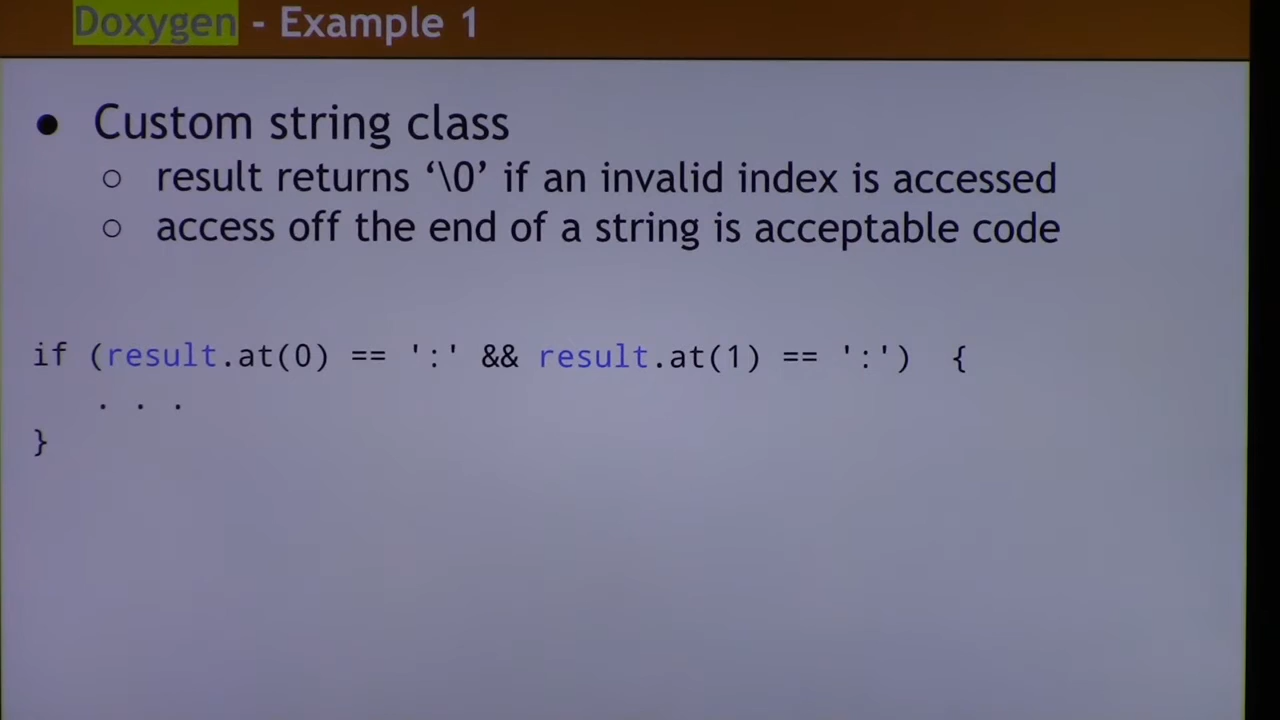 Doxygen - Example 1
● Custom string class
○ result returns ‘\0’ if an invalid index is accessed
○ access off the end of a string is acceptable code
if (result.at(0) == ':' && result.at(1) == ':') {
. . .
}